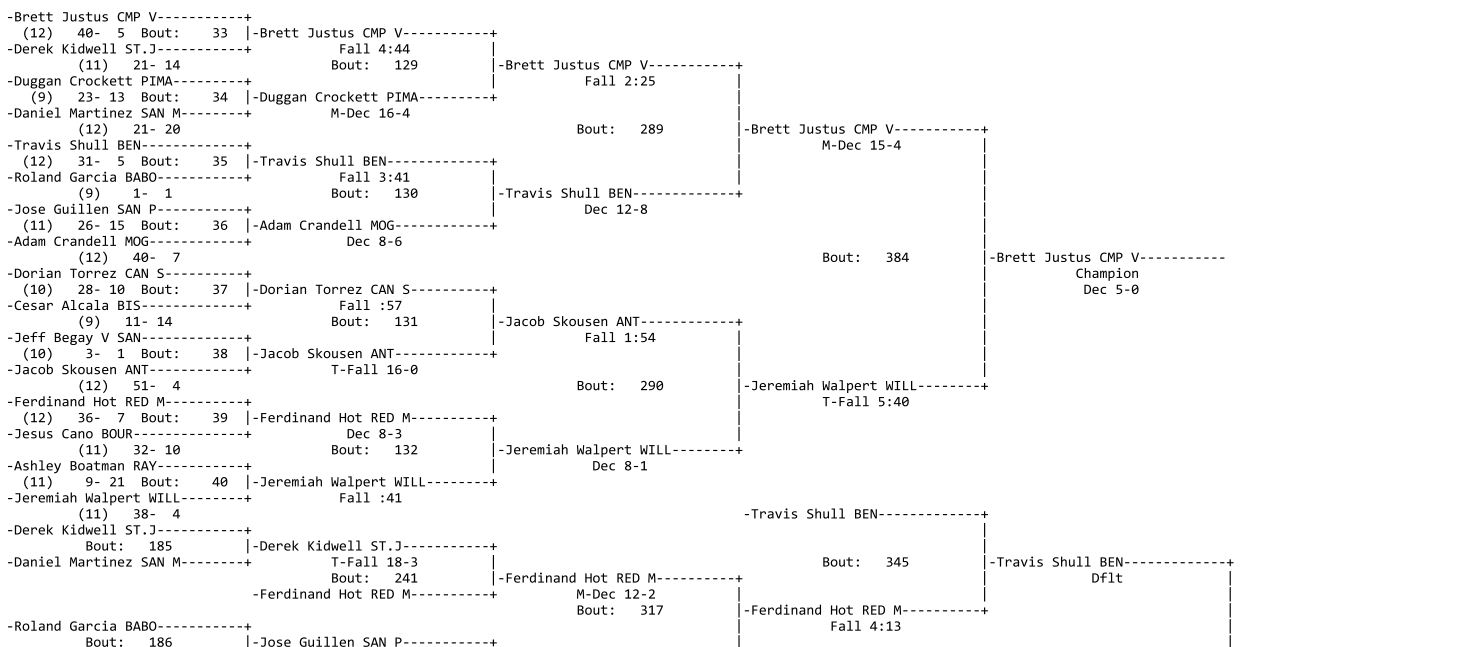 -Brett Justus CMP V-----------+
(12)   40-  5  Bout:    33  |-Brett Justus CMP V-----------+
-Derek Kidwell ST.J-----------+           Fall 4:44          |
(11)   21- 14                   Bout:   129          |-Brett Justus CMP V-----------+
-Duggan Crockett PIMA---------+                              |           Fall 2:25          |
(9)   23- 13  Bout:    34  |-Duggan Crockett PIMA---------+                              |
-Daniel Martinez SAN M--------+          M-Dec 16-4                                         |
(12)   21- 20                                                  Bout:   289          |-Brett Justus CMP V-----------+
-Travis Shull BEN-------------+                                                             |          M-Dec 15-4          |
(12)   31-  5  Bout:    35  |-Travis Shull BEN-------------+                              |                              |
-Roland Garcia BABO-----------+           Fall 3:41          |                              |                              |
(9)    1-  1                   Bout:   130          |-Travis Shull BEN-------------+                              |
-Jose Guillen SAN P-----------+                              |           Dec 12-8                                          |
(11)   26- 15  Bout:    36  |-Adam Crandell MOG------------+                                                             |
-Adam Crandell MOG------------+            Dec 8-6                                                                         |
(12)   40-  7                                                                                 Bout:   384          |-Brett Justus CMP V-----------
-Dorian Torrez CAN S----------+                                                                                            |           Champion
(10)   28- 10  Bout:    37  |-Dorian Torrez CAN S----------+                                                             |            Dec 5-0
-Cesar Alcala BIS-------------+           Fall :57           |                                                             |
(9)   11- 14                   Bout:   131          |-Jacob Skousen ANT------------+                              |
-Jeff Begay V SAN-------------+                              |           Fall 1:54          |                              |
(10)    3-  1  Bout:    38  |-Jacob Skousen ANT------------+                              |                              |
-Jacob Skousen ANT------------+          T-Fall 16-0                                        |                              |
(12)   51-  4                                                  Bout:   290          |-Jeremiah Walpert WILL--------+
-Ferdinand Hot RED M----------+                                                             |          T-Fall 5:40
(12)   36-  7  Bout:    39  |-Ferdinand Hot RED M----------+                              |
-Jesus Cano BOUR--------------+            Dec 8-3           |                              |
(11)   32- 10                   Bout:   132          |-Jeremiah Walpert WILL--------+
-Ashley Boatman RAY-----------+                              |            Dec 8-1
(11)    9- 21  Bout:    40  |-Jeremiah Walpert WILL--------+
-Jeremiah Walpert WILL--------+           Fall :41
(11)   38-  4                                                                       -Travis Shull BEN-------------+
-Derek Kidwell ST.J-----------+                                                                                            |
Bout:   185         |-Derek Kidwell ST.J-----------+                                                             |
-Daniel Martinez SAN M--------+          T-Fall 18-3         |                                        Bout:   345          |-Travis Shull BEN-------------+
Bout:   241          |-Ferdinand Hot RED M----------+                              |             Dflt             |
-Ferdinand Hot RED M----------+          M-Dec 12-2          |                              |                              |
Bout:   317          |-Ferdinand Hot RED M----------+                              |
-Roland Garcia BABO-----------+                                                             |           Fall 4:13                                         |
Bout:   186         |-Jose Guillen SAN P-----------+                              |                                                             |